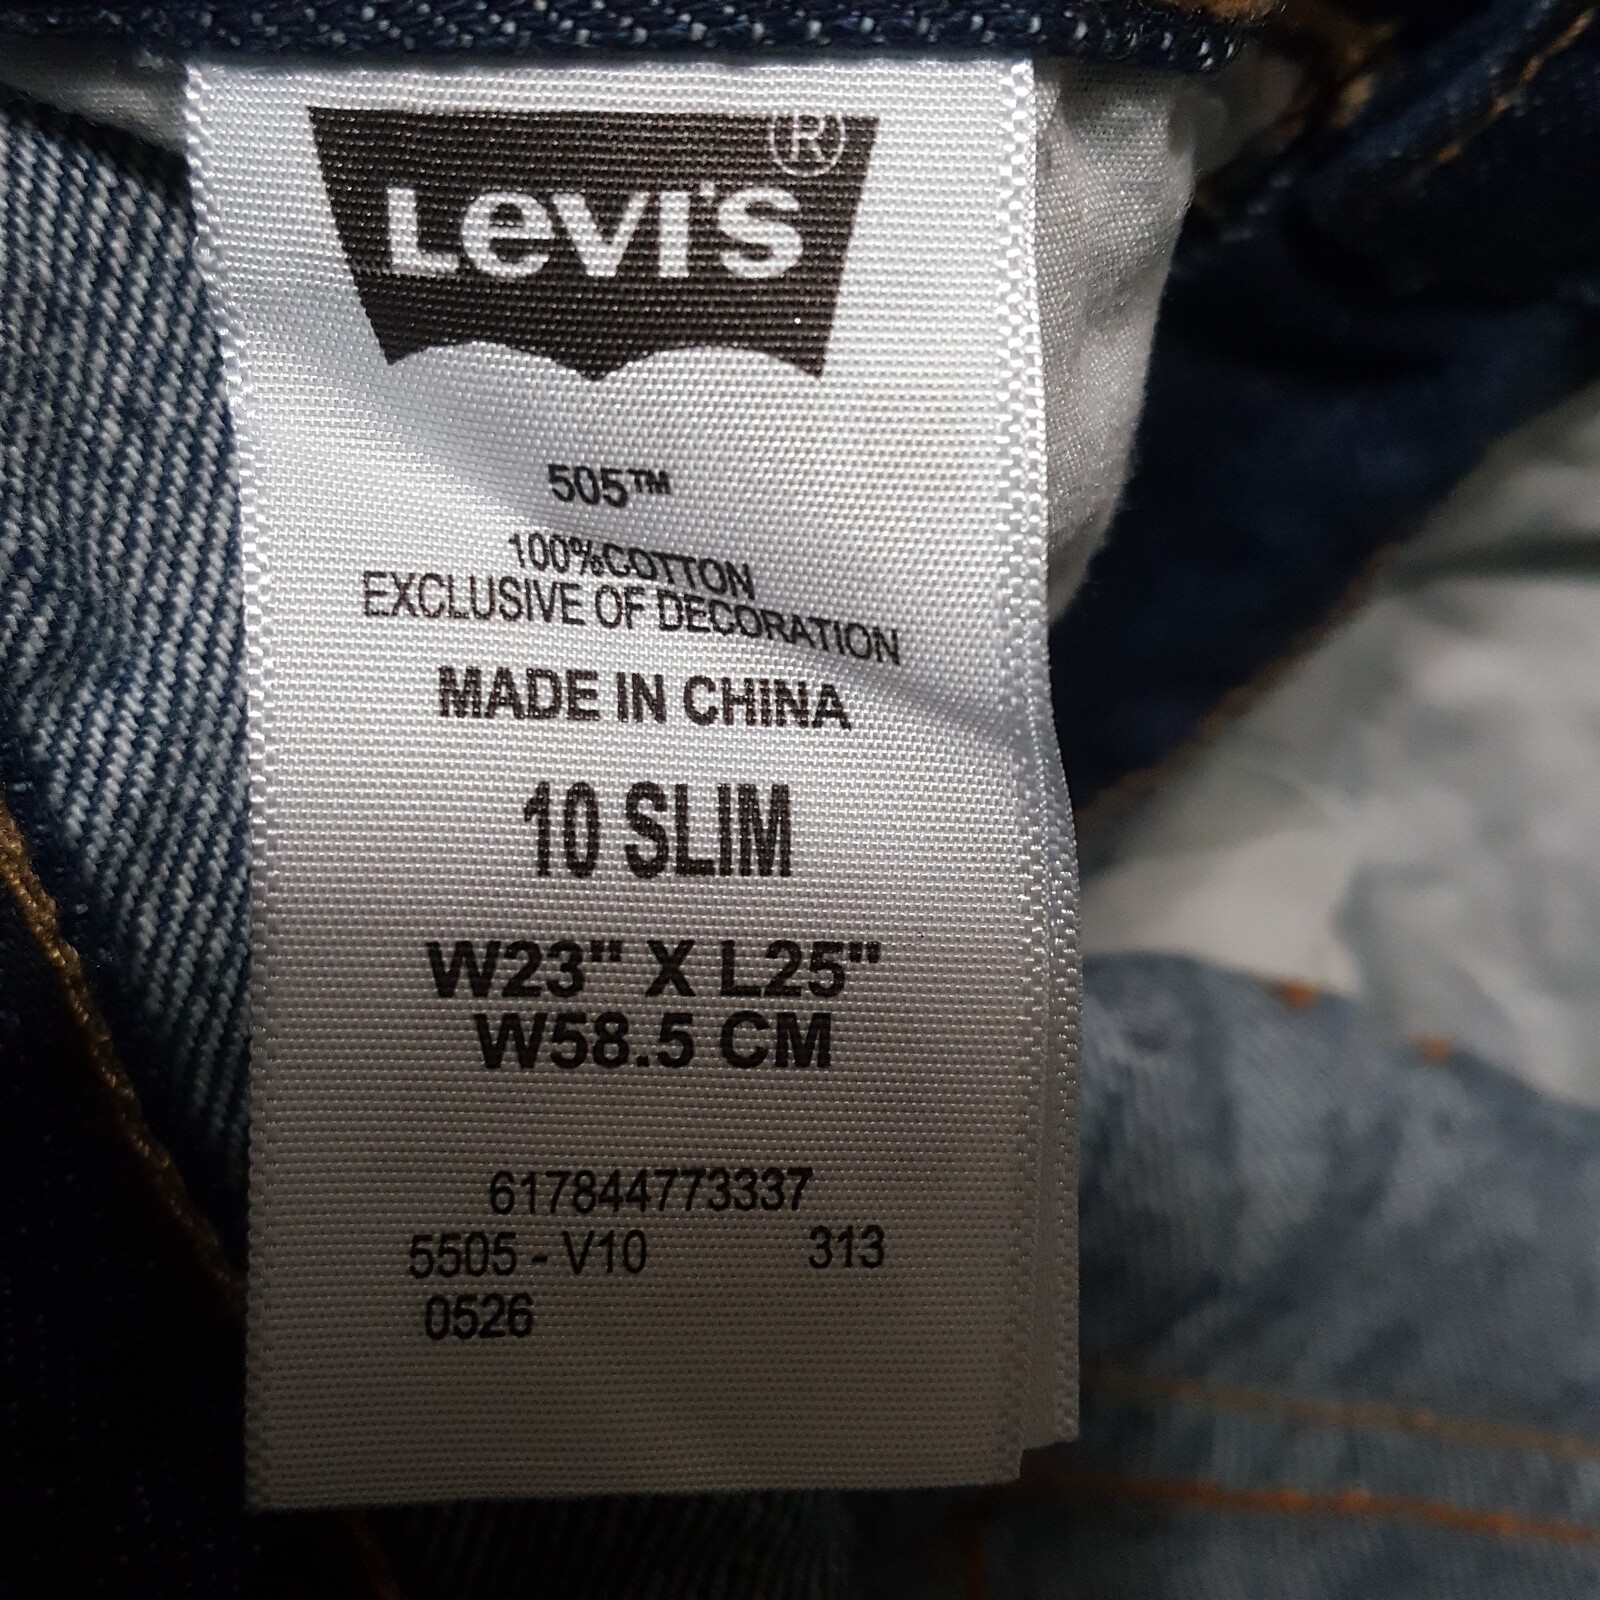 LEVI'S®
505™
100%COTTON
EXCLUSIVE OF DECORATION
MADE IN CHINA
10 SLIM
W23" X L25"
W58.5 CM
617844773337
5505 - V10 313
0526